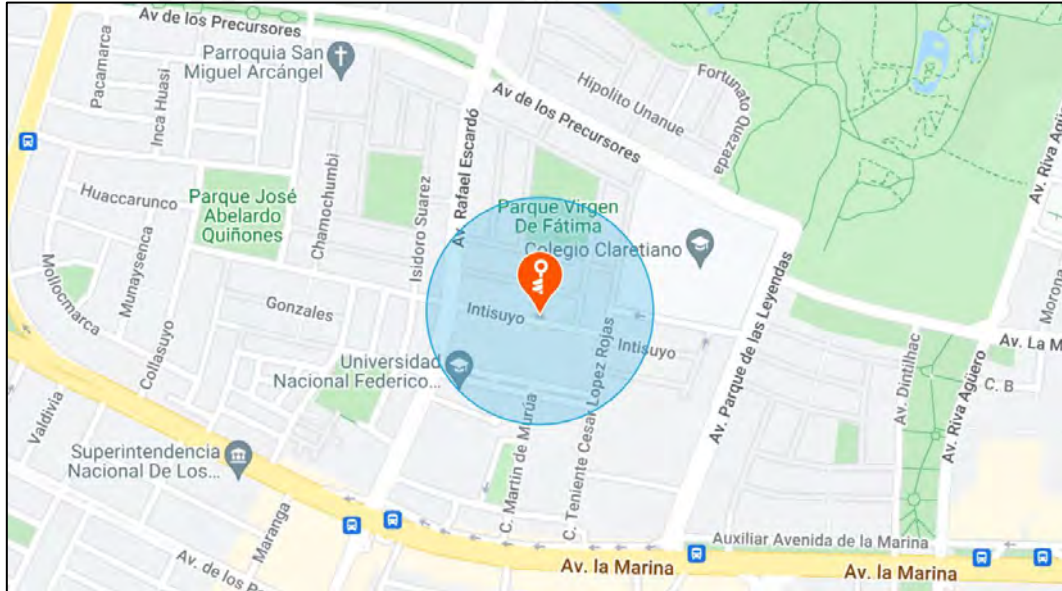 Av de los Precursores
Parroquia San
Miguel Arcángel
Pacamarca
Inca Huasi
Hipolito Unanue
Fortunato Quezada
Av de los Precursores
Av. Riva Agü
Huaccarunco
Parque José
Abelardo
Quiñones
Chamochumbi
Isidoro Suarez
Av. Rafael Escardó
Parque Virgen
De Fátima
Colegio Claretiano
Mollocmarca
Munaysenca
Collasuyo
Gonzales
Intisuyo
Intisuyo
Av. Parque de las Leyendas
Morona
Av. La M
Universidad
Nacional Federico...
C. Martin de Murúa
C. Teniente Cesar Lopez Rojas
Av. Dintilhac
Av. Riva Agüero
C. B
Valdivia
Superintendencia
Nacional De Los...
Maranga
Av. de los P
Auxiliar Avenida de la Marina
Av. la Marina
Av. la Marina